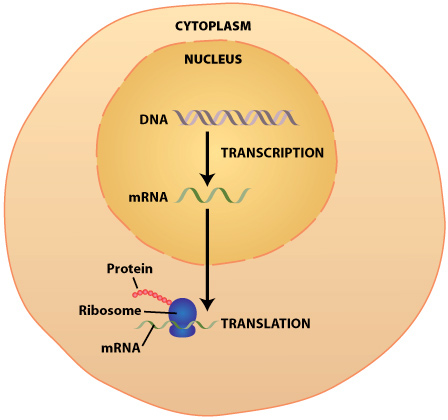 CYTOPLASM
NUCLEUS
DNA
TRANSCRIPTION
mRNA
Protein
Ribosome
TRANSLATION
mRNA